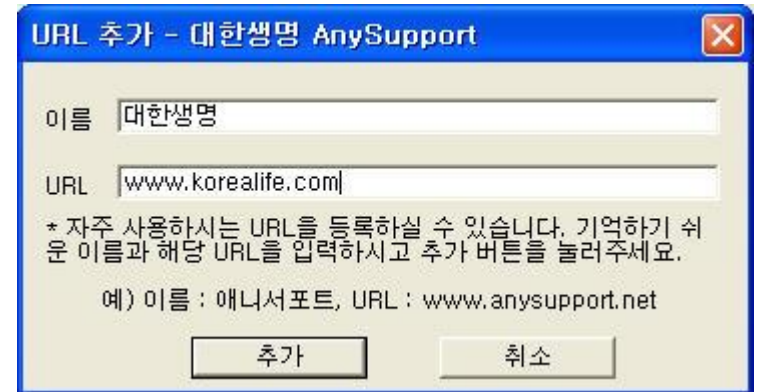 URL 추가 - 대한생명 AnySupport
이름 대한생명
URL www.korealife.com
* 자주 사용하시는 URL을 등록하실 수 있습니다. 기억하기 쉬
운 이름과 해당 URL을 입력하시고 추가 버튼을 눌러주세요.
예) 이름 : 애니서포트, URL : www.anysupport.net
추가 취소